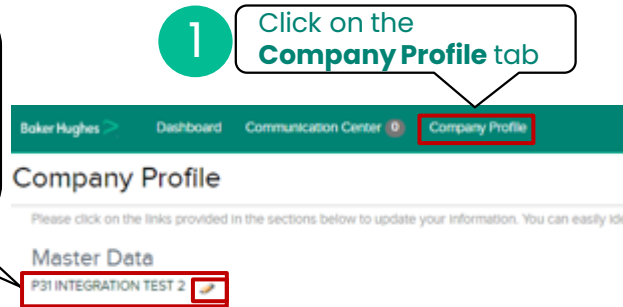 1
Click on the
Company Profile tab
Baker Hughes Dashboard Communication Center 0 Company Profile
Company Profile
Please click on the links provided in the sections below to update your information. You can easily ide
Master Data
P31 INTEGRATION TEST 2